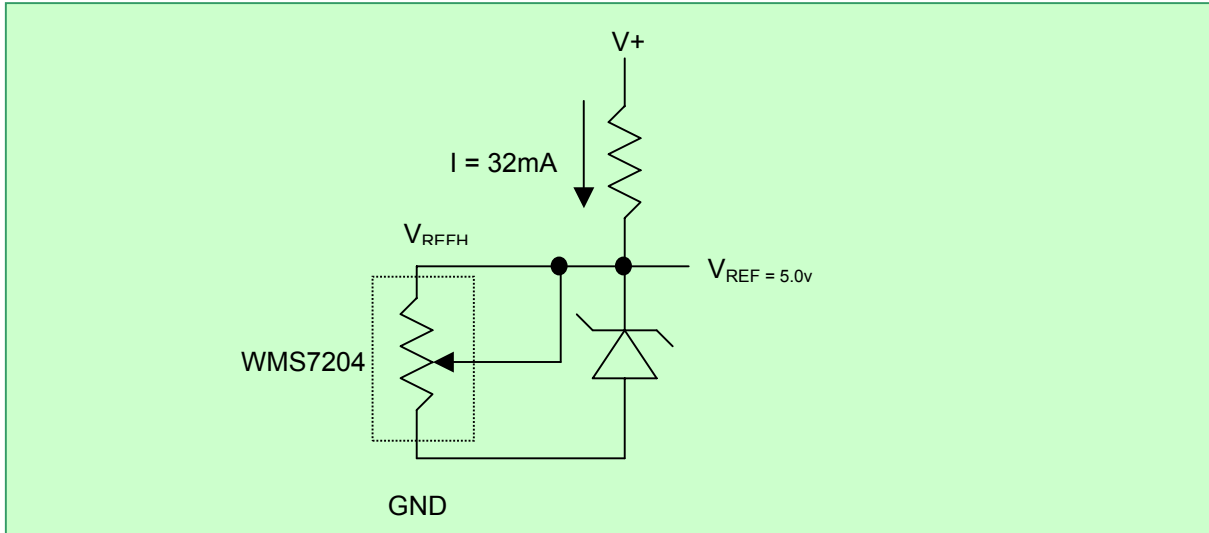 V+
I = 32mA
VREFH
VREF = 5.0v
WMS7204
GND